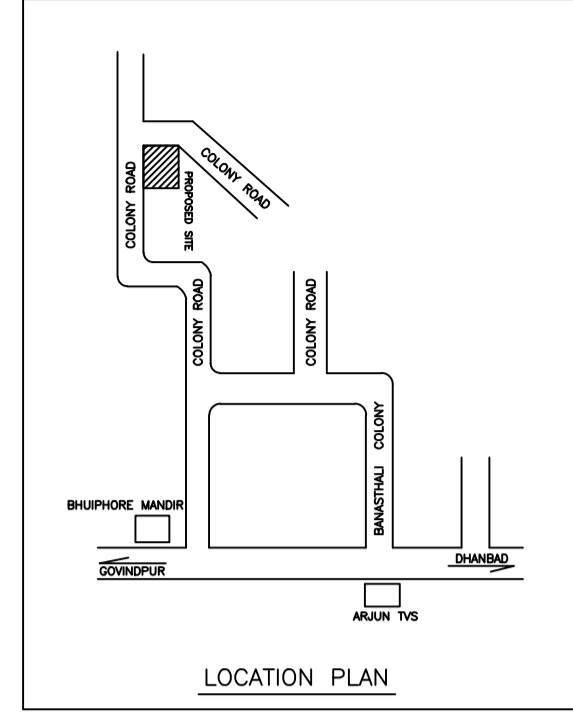 COLONY ROAD
COLONY ROAD
PROPOSED SITE
COLONY ROAD
COLONY ROAD
BANASTHALI COLONY
BHUIPHORE MANDIR
GOVINDPUR
DHANBAD
ARJUN TVS
LOCATION PLAN